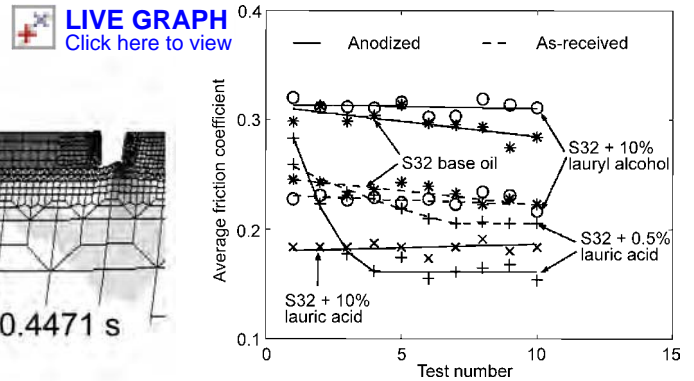 LIVE GRAPH
Click here to view
0.4471 s
0.4
Anodized
As-received
0.3
S32 + 10%
lauryl alcohol
S32 base oil
Average friction coefficient
0.2
S32 + 0.5%
lauric acid
S32 + 10%
lauric acid
0.1
0
5
10
15
Test number